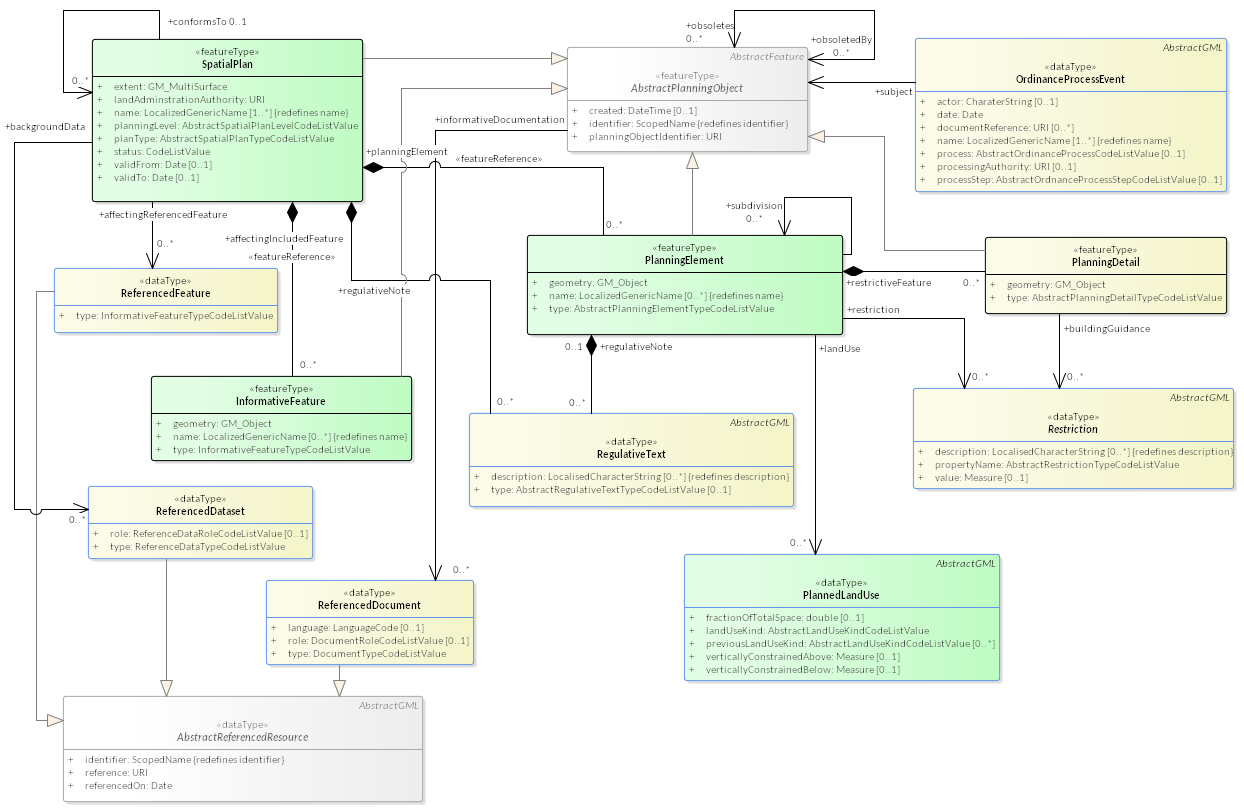 +conformsTo 0..1
0..*
«featureType»
SpatialPlan
+ extent: GM_MultiSurface
+ landAdminstrationAuthority: URI
+ name: LocalizedGenericName [1..*] {redefines name}
+ planningLevel: AbstractSpatialPlanLevelCodeListValue
+ planType: AbstractSpatialPlanTypeCodeListValue
+ status: CodeListValue
+ validFrom: Date [0..1]
+ validTo: Date [0..1]
+backgroundData
+obsoletes
0..*
+obsoletedBy
0..*
AbstractFeature
«featureType»
AbstractPlanningObject
+ created: DateTime [0..1]
+ identifier: ScopedName {redefines identifier}
+ planningObjectIdentifier: URI
+subject
AbstractGML
«dataType»
OrdinanceProcessEvent
+ actor: CharaterString [0..1]
+ date: Date
+ documentReference: URI [0..*]
+ name: LocalizedGenericName [1..*] {redefines name}
+ process: AbstractOrdinanceProcessCodeListValue [0..1]
+ processingAuthority: URI [0..1]
+ processStep: AbstractOrdnanceProcessStepCodeListValue [0..1]
+informativeDocumentation
+planningElement
«featureReference»
0..*
+affectingReferencedFeature
0..*
+affectingIncludedFeature
«featureReference»
0..*
+regulativeNote
0..*
+subdivision
0..*
«featureType»
PlanningElement
+ geometry: GM_Object
+ name: LocalizedGenericName [0..*] {redefines name}
+ type: AbstractPlanningElementTypeCodeListValue
+restrictiveFeature
0..*
+restriction
0..*
«featureType»
PlanningDetail
+ geometry: GM_Object
+ type: AbstractPlanningDetailTypeCodeListValue
+buildingGuidance
0..*
«dataType»
ReferencedFeature
+ type: InformativeFeatureTypeCodeListValue
0..1
+regulativeNote
0..*
+landUse
0..*
«featureType»
InformativeFeature
+ geometry: GM_Object
+ name: LocalizedGenericName [0..*] {redefines name}
+ type: InformativeFeatureTypeCodeListValue
AbstractGML
«dataType»
RegulativeText
+ description: LocalisedCharacterString [0..*] {redefines description}
+ type: AbstractRegulativeTextTypeCodeListValue [0..1]
AbstractGML
«dataType»
Restriction
+ description: LocalisedCharacterString [0..*] {redefines description}
+ propertyName: AbstractRestrictionTypeCodeListValue
+ value: Measure [0..1]
0..*
«dataType»
ReferencedDataset
+ role: ReferenceDataRoleCodeListValue [0..1]
+ type: ReferenceDataTypeCodeListValue
0..*
«dataType»
ReferencedDocument
+ language: LanguageCode [0..1]
+ role: DocumentRoleCodeListValue [0..1]
+ type: DocumentTypeCodeListValue
AbstractGML
«dataType»
PlannedLandUse
+ fractionOfTotalSpace: double [0..1]
+ landUseKind: AbstractLandUseKindCodeListValue
+ previousLandUseKind: AbstractLandUseKindCodeListValue [0..*]
+ verticallyConstrainedAbove: Measure [0..1]
+ verticallyConstrainedBelow: Measure [0..1]
AbstractGML
«dataType»
AbstractReferencedResource
+ identifier: ScopedName {redefines identifier}
+ reference: URI
+ referencedOn: Date